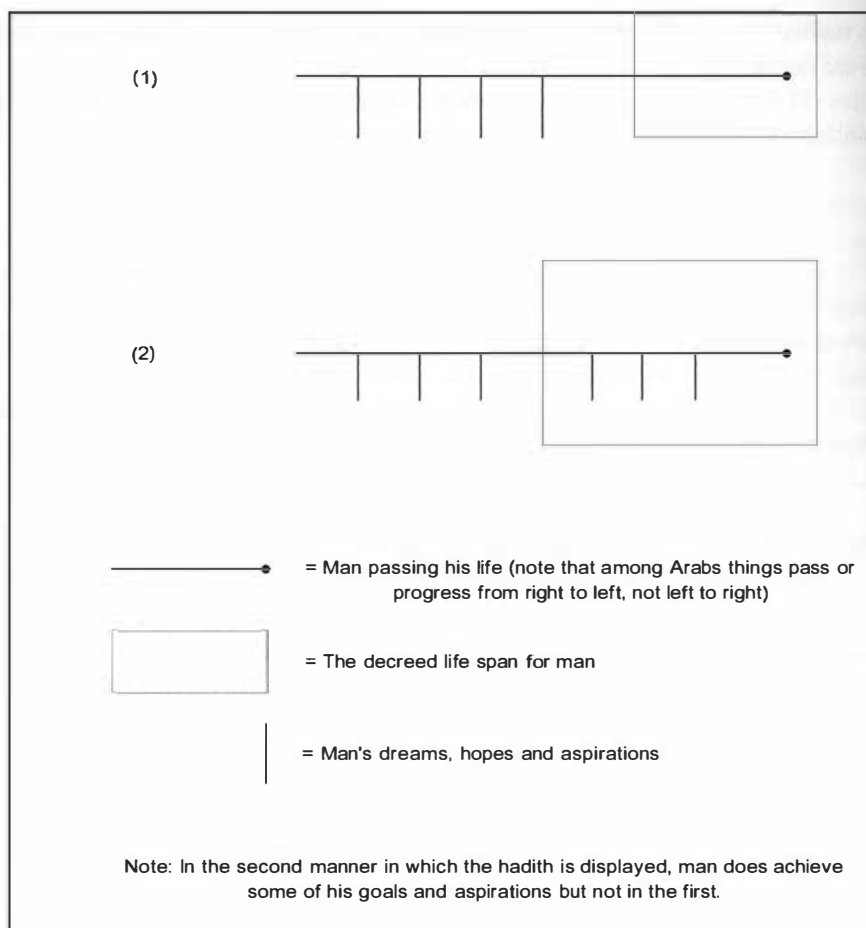 (1)
(2)
= Man passing his life (note that among Arabs things pass or
progress from right to left, not left to right)
= The decreed life span for man
= Man's dreams, hopes and aspirations
Note: In the second manner in which the hadith is displayed, man does achieve
some of his goals and aspirations but not in the first.